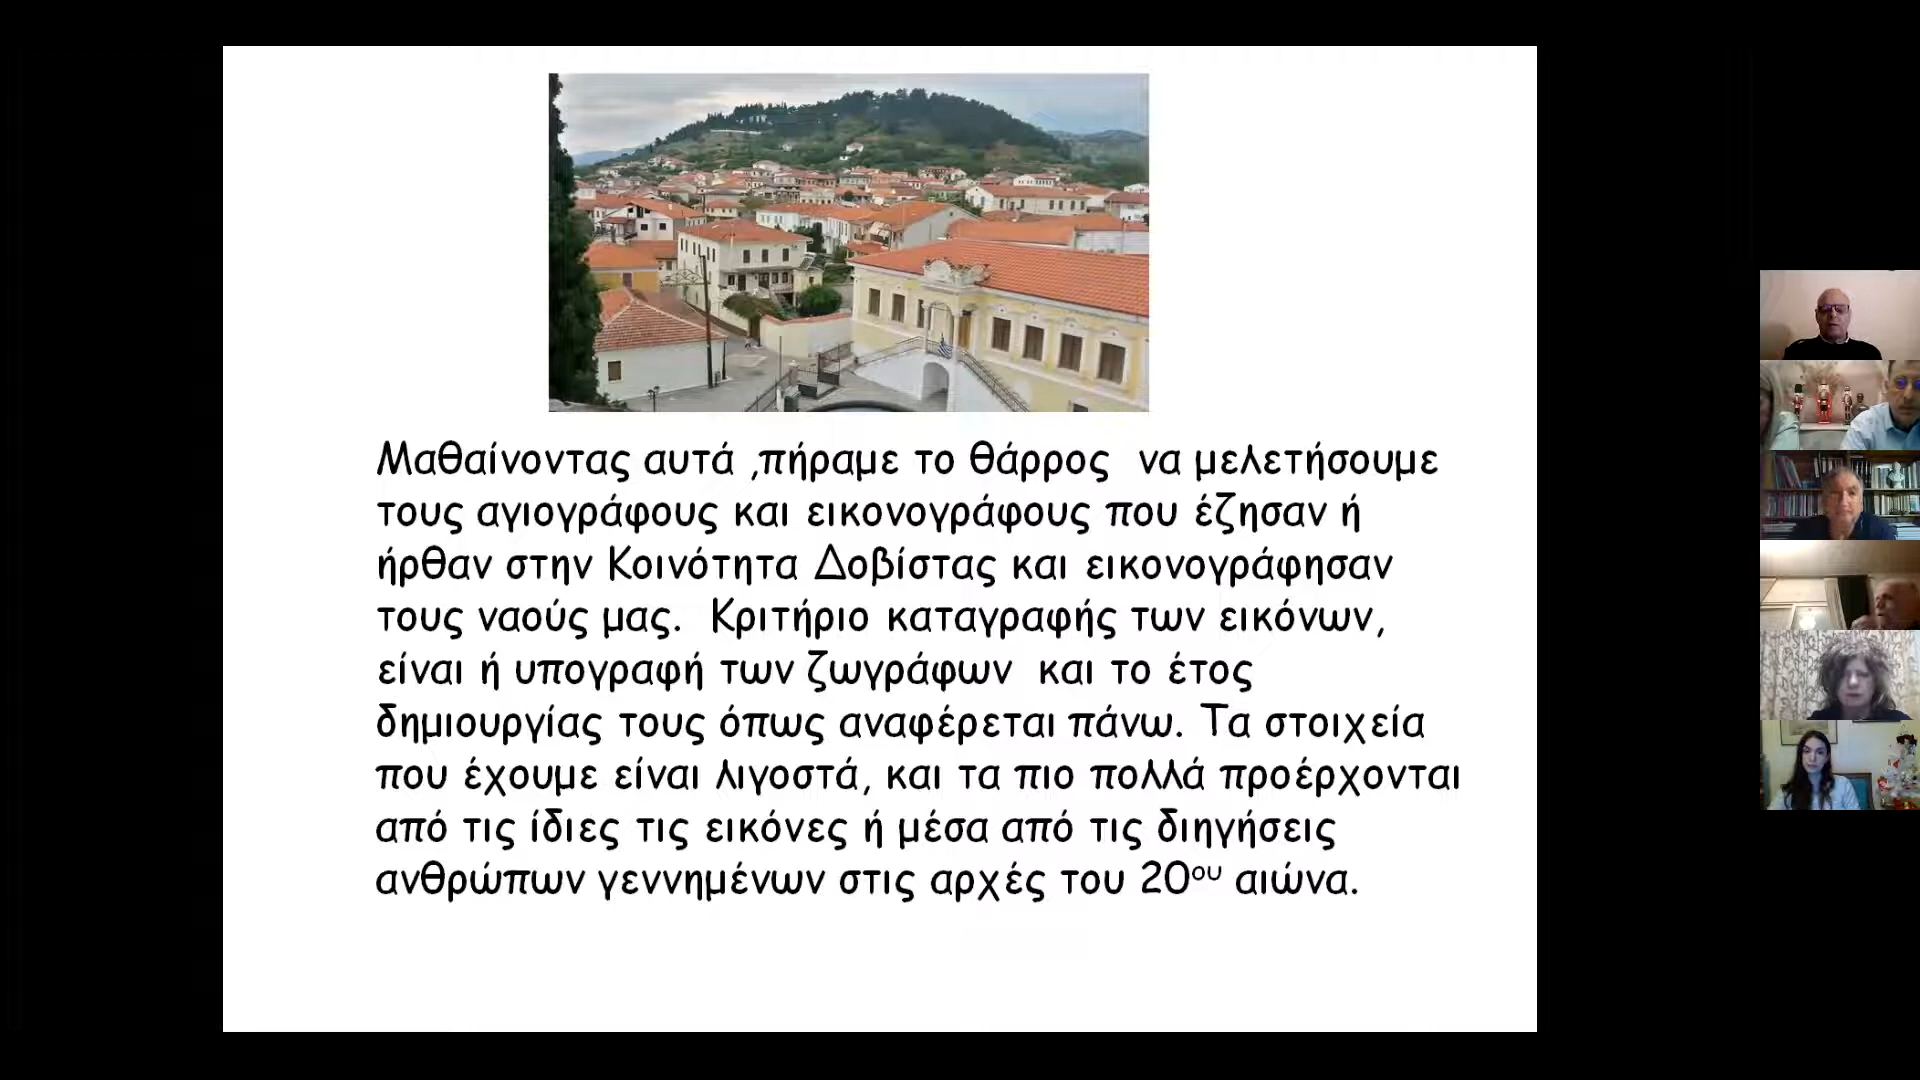 Μαθαίνοντας αυτά ,πήραμε το θάρρος  να μελετήσουμε
τους αγιογράφους και εικονογράφους που έζησαν ή
ήρθαν στην Κοινότητα Δοβίστας και εικονογράφησαν
τους ναούς μας.  Κριτήριο καταγραφής των εικόνων,
είναι ή υπογραφή των ζωγράφων  και το έτος
δημιουργίας τους όπως αναφέρεται πάνω. Τα στοιχεία
που έχουμε είναι λιγοστά, και τα πιο πολλά προέρχονται
από τις ίδιες τις εικόνες ή μέσα από τις διηγήσεις
ανθρώπων γεννημένων στις αρχές του 20ου αιώνα.